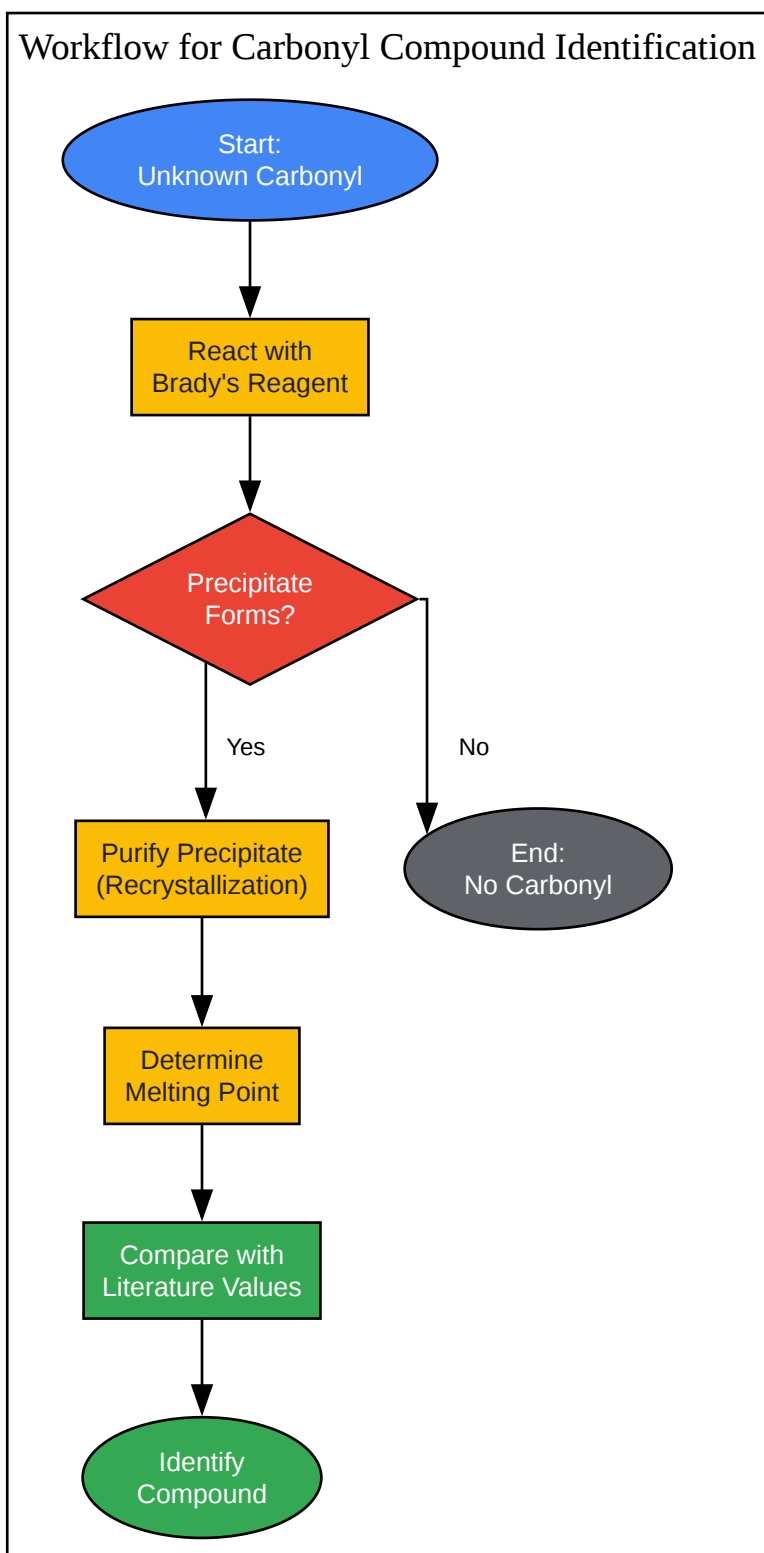 Workflow for Carbonyl Compound Identification
Start:
Unknown Carbonyl
React with
Brady's Reagent
Precipitate
Forms?
Yes
No
Purify Precipitate
(Recrystallization)
End:
No Carbonyl
Determine
Melting Point
Compare with
Literature Values
Identify
Compound